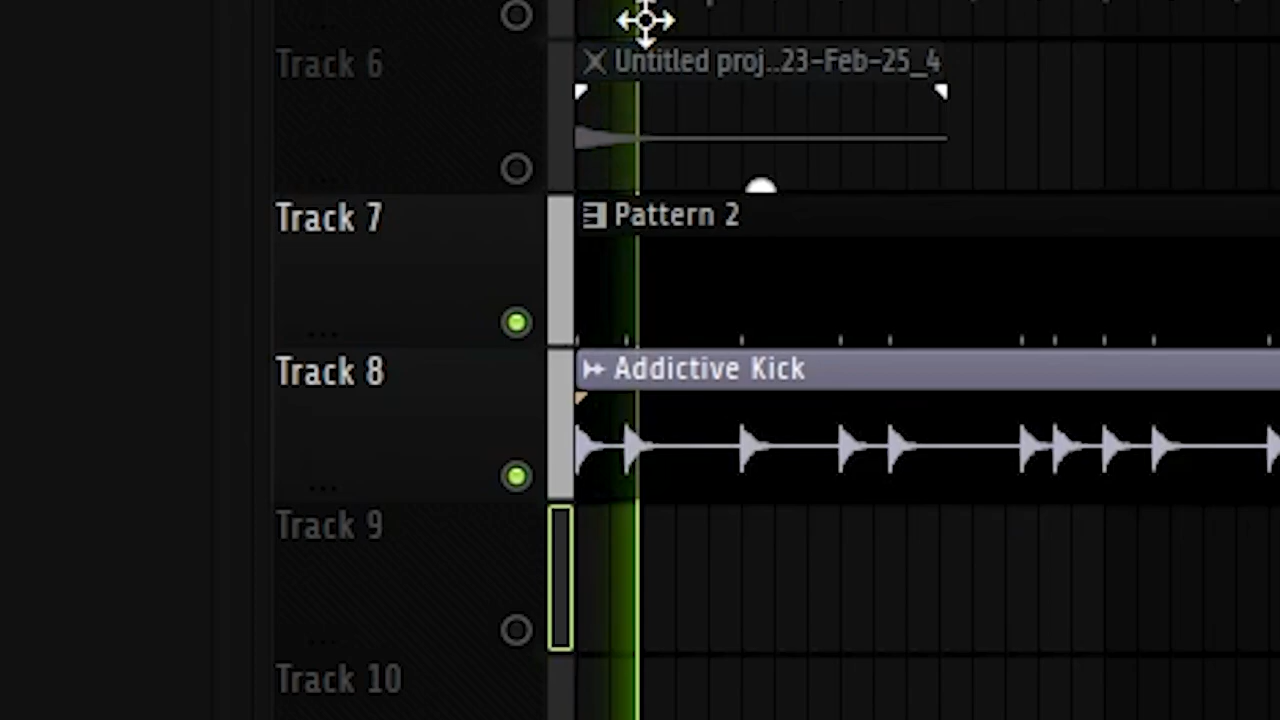 Track 6
Untitled proj..23-Feb-25_4
Track 7
Pattern 2
Track 8
Addictive Kick
Track 9
Track 10